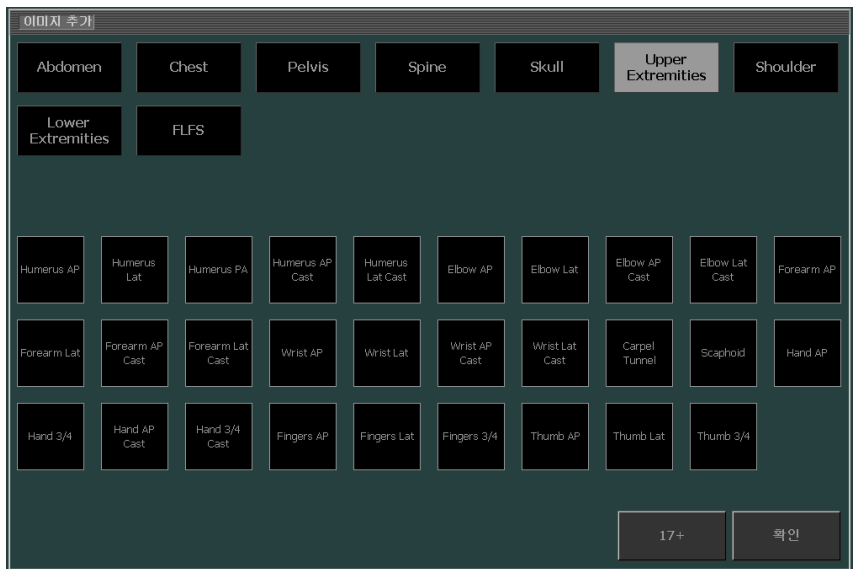 이미지 추가
Abdomen
Chest
Pelvis
Spine
Skull
Upper
Extremities
Shoulder
Lower
Extremities
FLFS
Humerus AP
Humerus
Lat
Humerus PA
Humerus AP
Cast
Humerus
Lat Cast
Elbow AP
Elbow Lat
Elbow AP
Cast
Elbow Lat
Cast
Forearm AP
Forearm Lat
Forearm AP
Cast
Forearm Lat
Cast
Wrist AP
Wrist Lat
Wrist AP
Cast
Wrist Lat
Cast
Carpel
Tunnel
Scaphoid
Hand AP
Hand 3/4
Hand AP
Cast
Hand 3/4
Cast
Fingers AP
Fingers Lat
Fingers 3/4
Thumb AP
Thumb Lat
Thumb 3/4
17+
확인